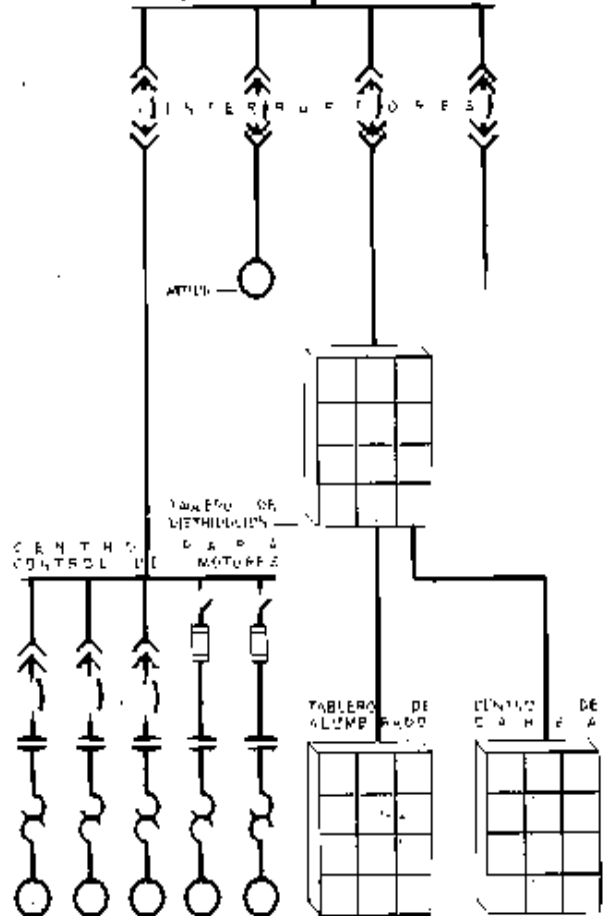 INTERRUPTORES
TABLERO DE
DISTRIBUCION
CENTRO PARA
CONTROL DE MOTORES
TABLERO DE
ALUMBRADO
CENTRO DE
CARGA